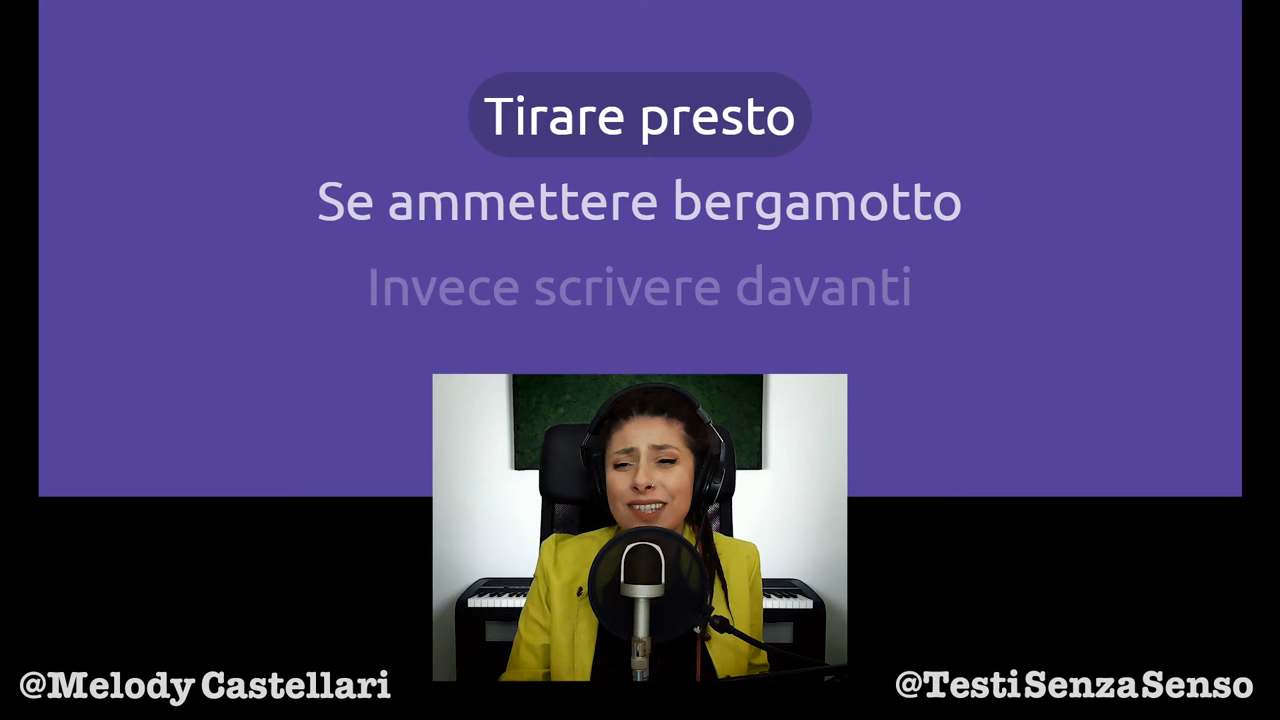 Tirare presto
Se ammettere bergamotto
Invece scrivere davanti
@Melody Castellari
@TestiSenzaSenso